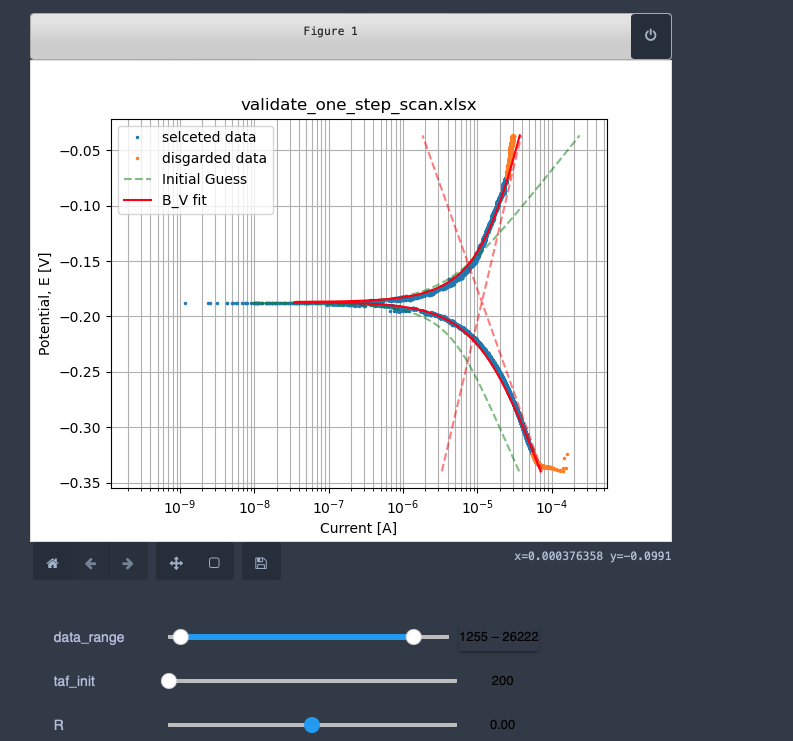 Figure 1
validate_one_step_scan.xlsx
selceted data
disgarded data
Initial Guess
B_V fit
−0.05
−0.10
−0.15
−0.20
−0.25
−0.30
−0.35
Potential, E [V]
10⁻⁹ 10⁻⁸ 10⁻⁷ 10⁻⁶ 10⁻⁵ 10⁻⁴
Current [A]
x=0.000376358 y=−0.0991
data_range 1255 – 26222
taf_init 200
R 0.00